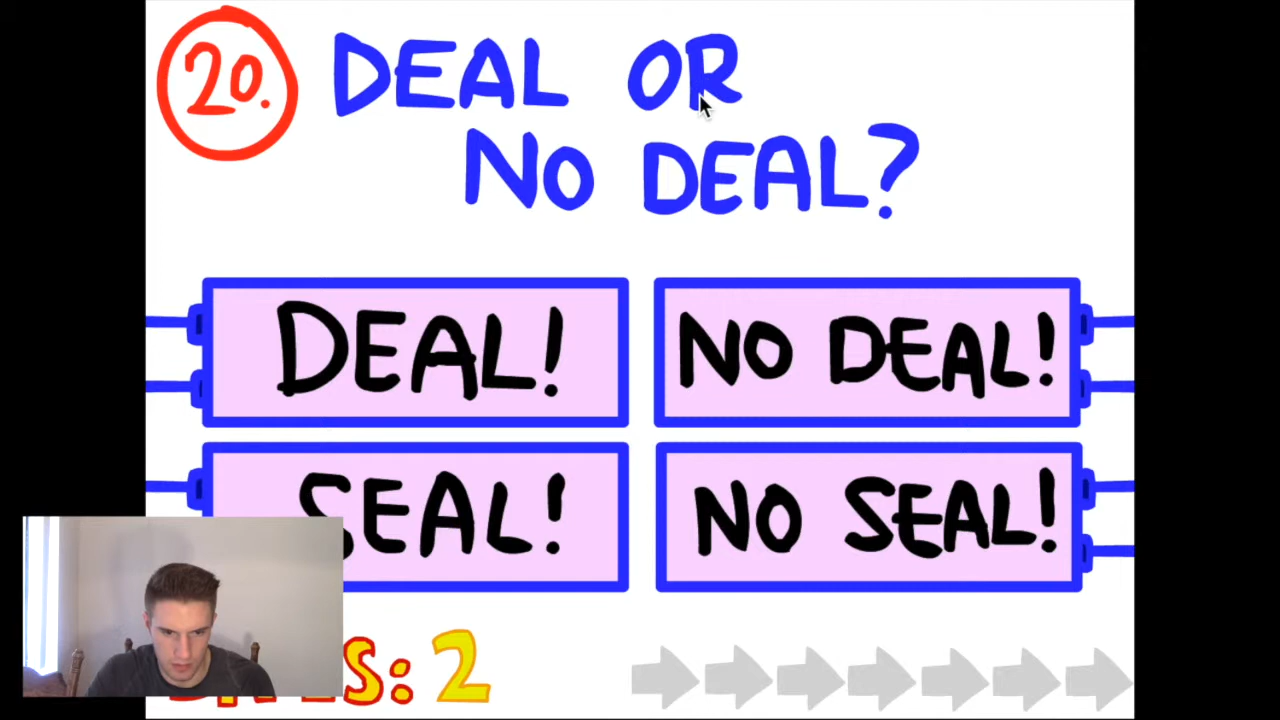 20.
DEAL OR
NO DEAL?
DEAL!
NO DEAL!
SEAL!
NO SEAL!
2